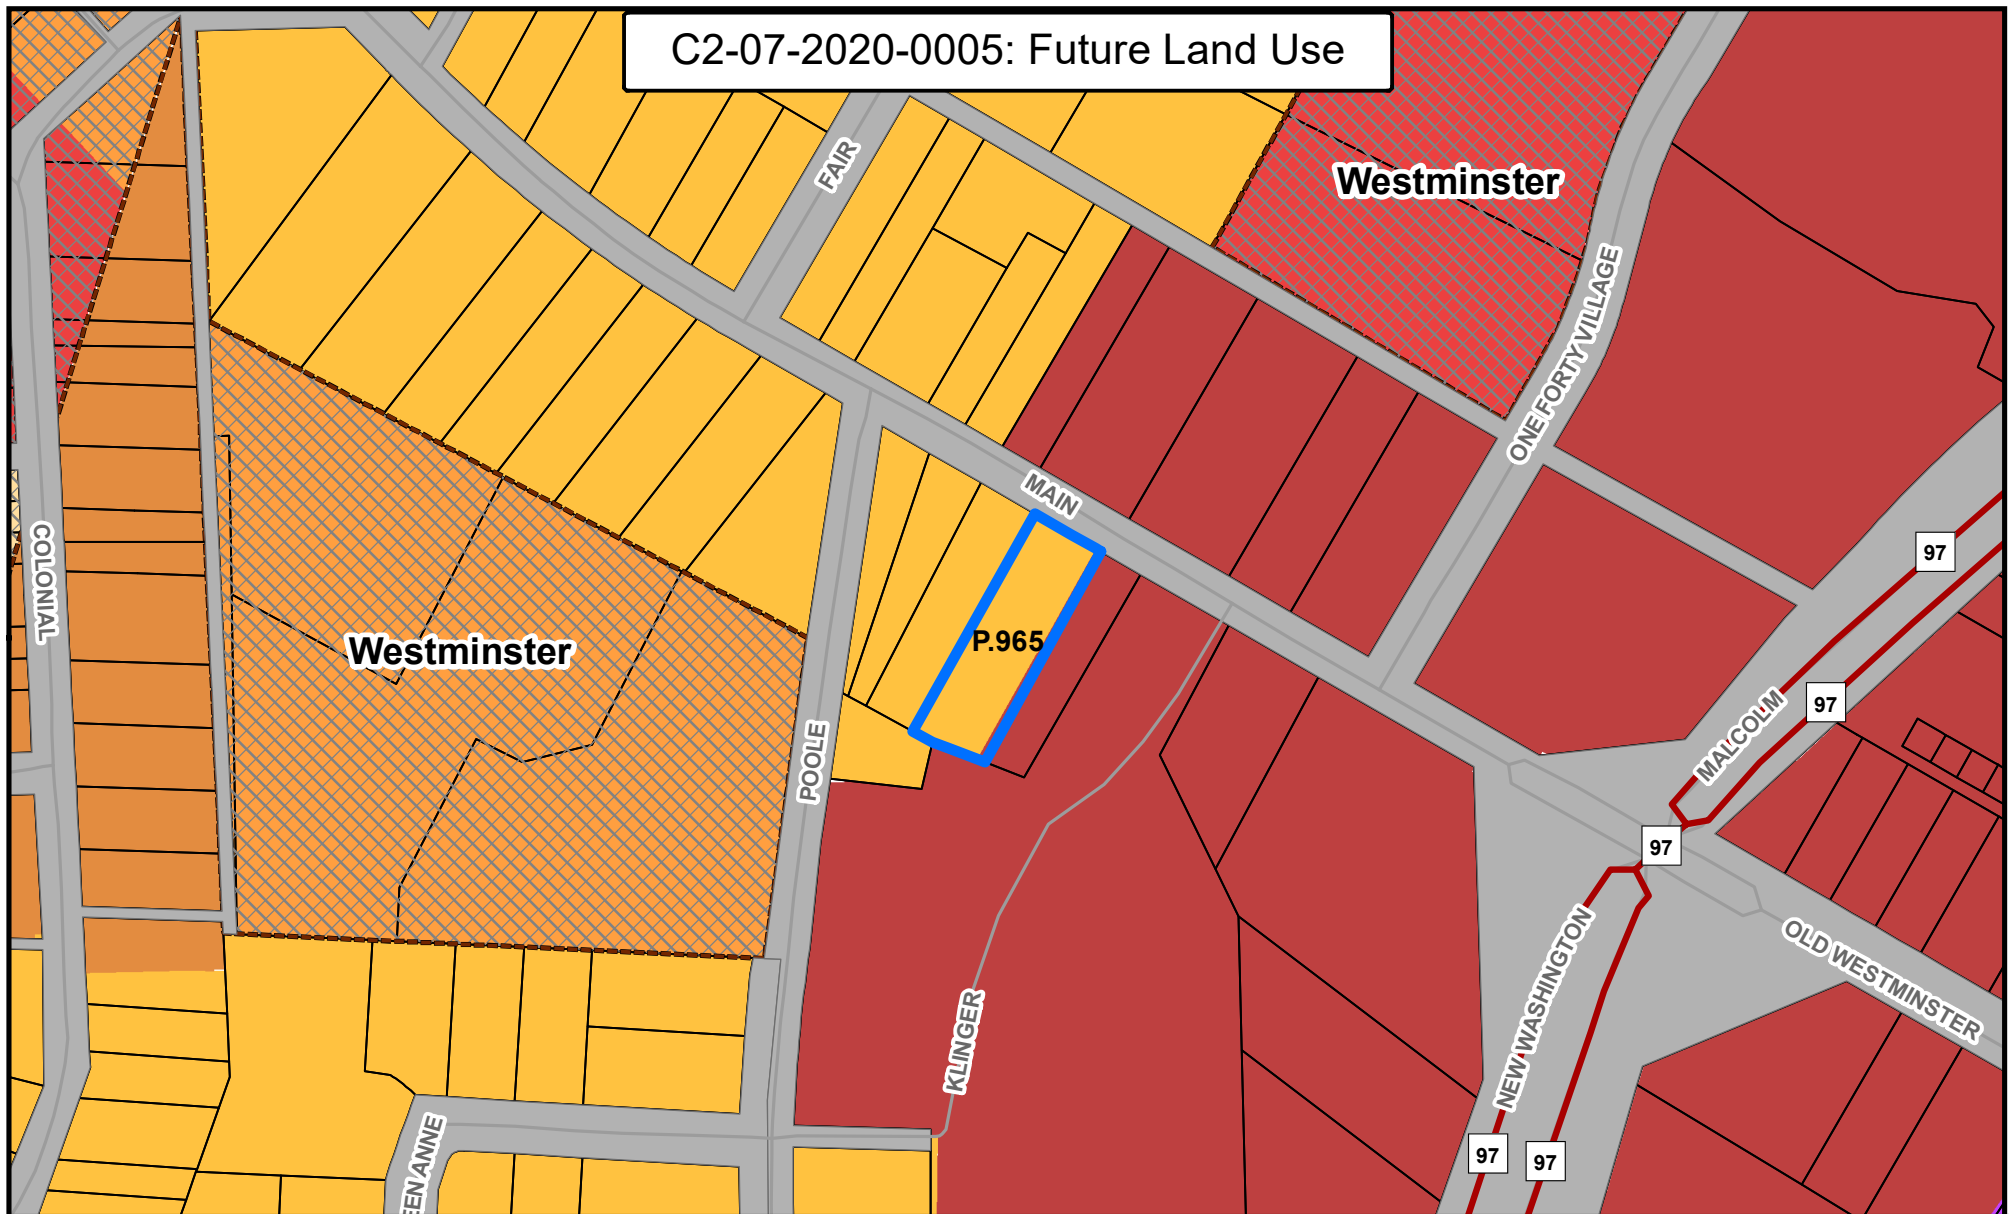 C2-07-2020-0005: Future Land Use
FAIR
Westminster
ONE FORTY VILLAGE
MAIN
97
COLONIAL
P.965
Westminster
97
MALCOLM
POOLE
97
OLD WESTMINSTER
NEW WASHINGTON
KLINGER
EEN ANNE
97
97